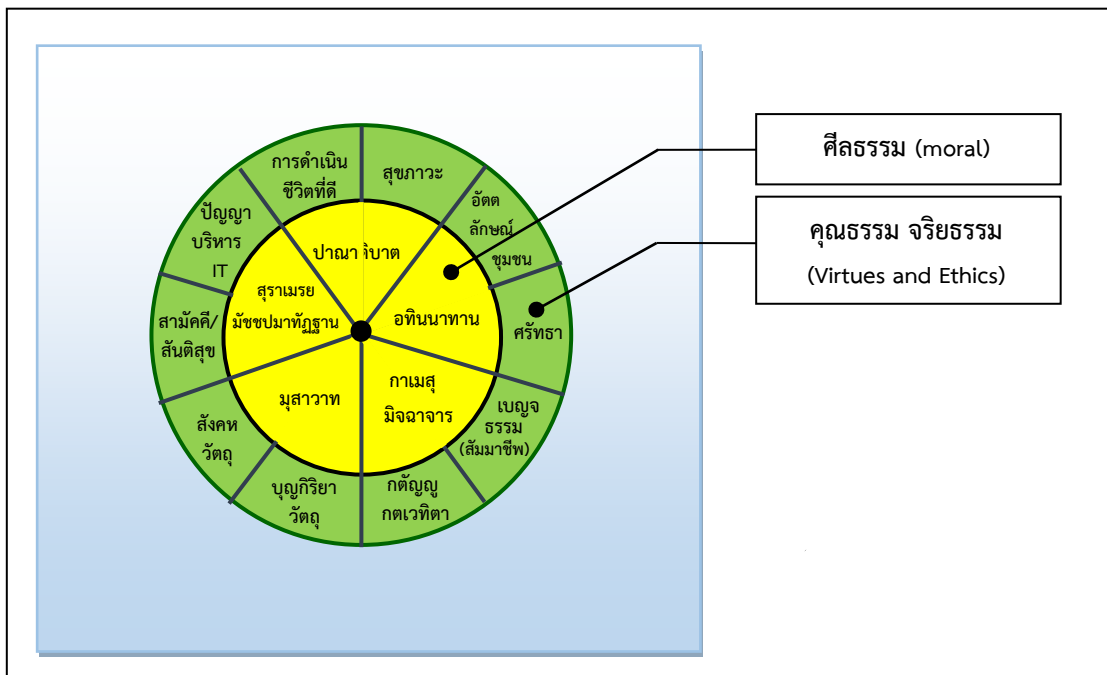 การดำเนิน
ชีวิตที่ดี
สุขภาวะ
อัตต
ลักษณ์
ชุมชน
ศรัทธา
เบญจ
ธรรม
(สัมมาชีพ)
กตัญญู
กตเวทิตา
บุญกิริยา
วัตถุ
สังคห
วัตถุ
สามัคคี/
สันติสุข
ปัญญา
บริหาร
IT
ปาณาติบาต
อทินนาทาน
กาเมสุ
มิจฉาจาร
มุสาวาท
สุราเมรย
มัชชปมาทัฏฐาน
ศีลธรรม (moral)
คุณธรรม จริยธรรม
(Virtues and Ethics)